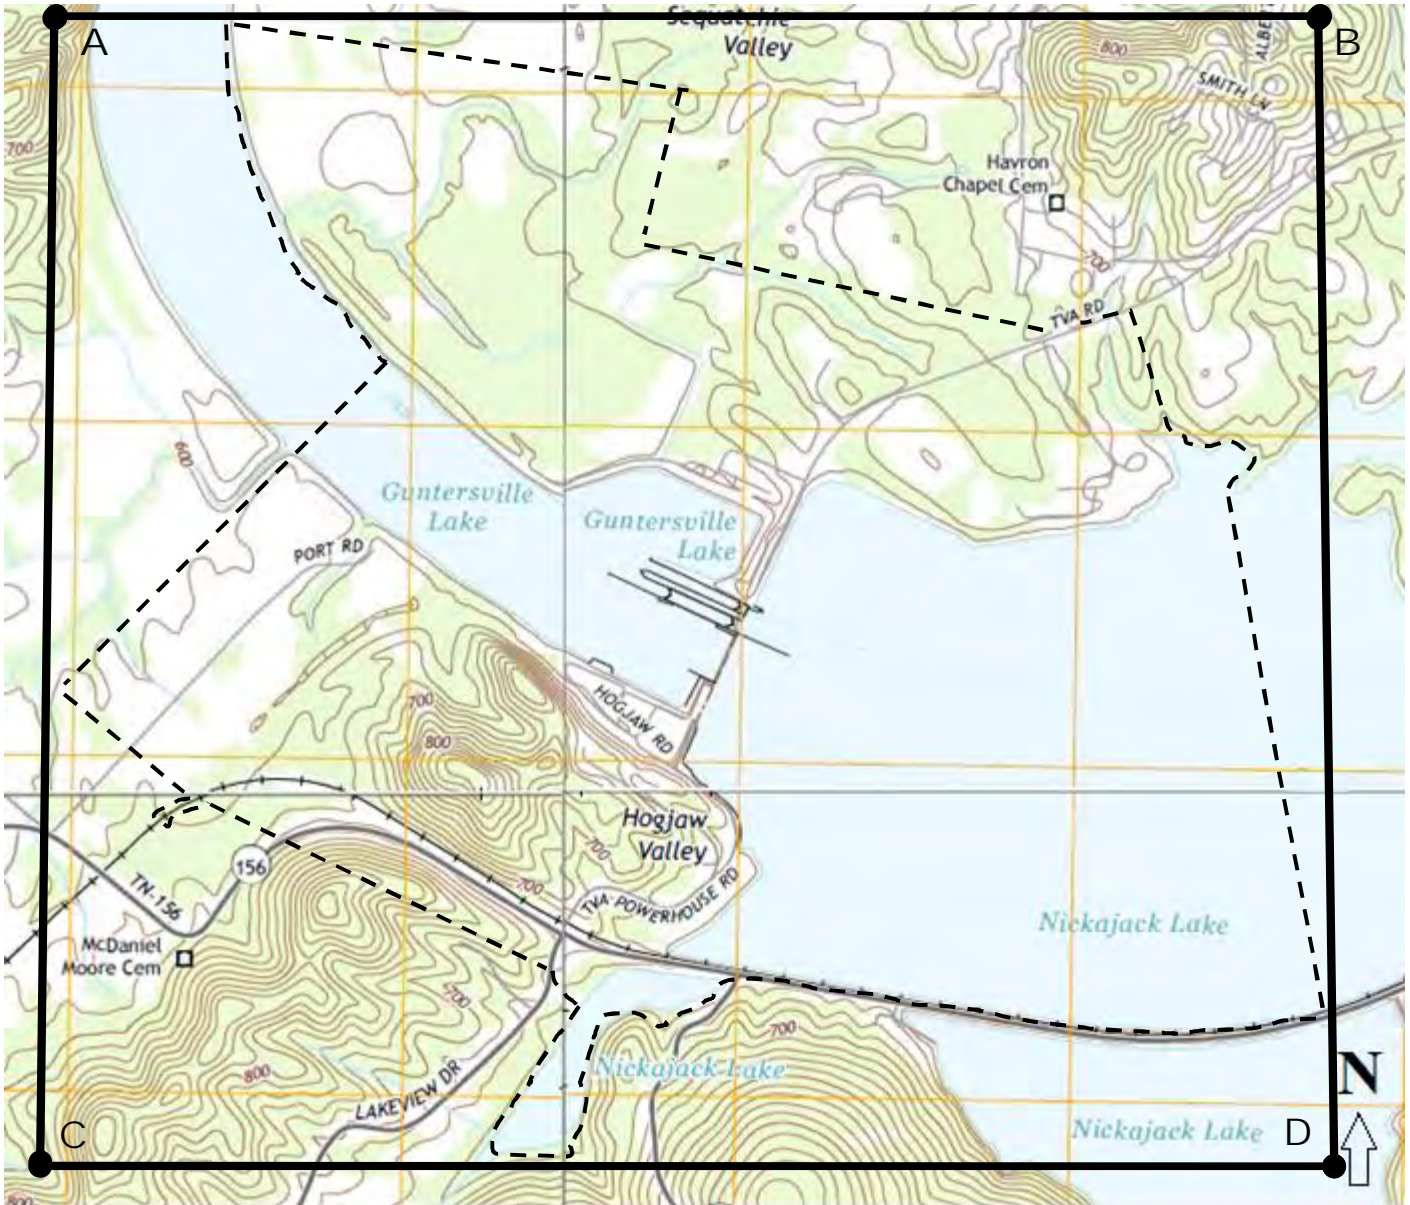 Sequatchie
Valley
A
B
ALBER
800
SMITH LN
700
Havron
Chapel Cem
700
TVA RD
600
Guntersville
Lake
Guntersville
Lake
PORT RD
HOGJAW RD
700
800
Hogjaw
Valley
700
156
700
TVA POWERHOUSE RD
TN-156
Nickajack Lake
McDaniel
Moore Cem
700
700
Nickajack Lake
800
LAKEVIEW DR
N
C
Nickajack Lake
D
800